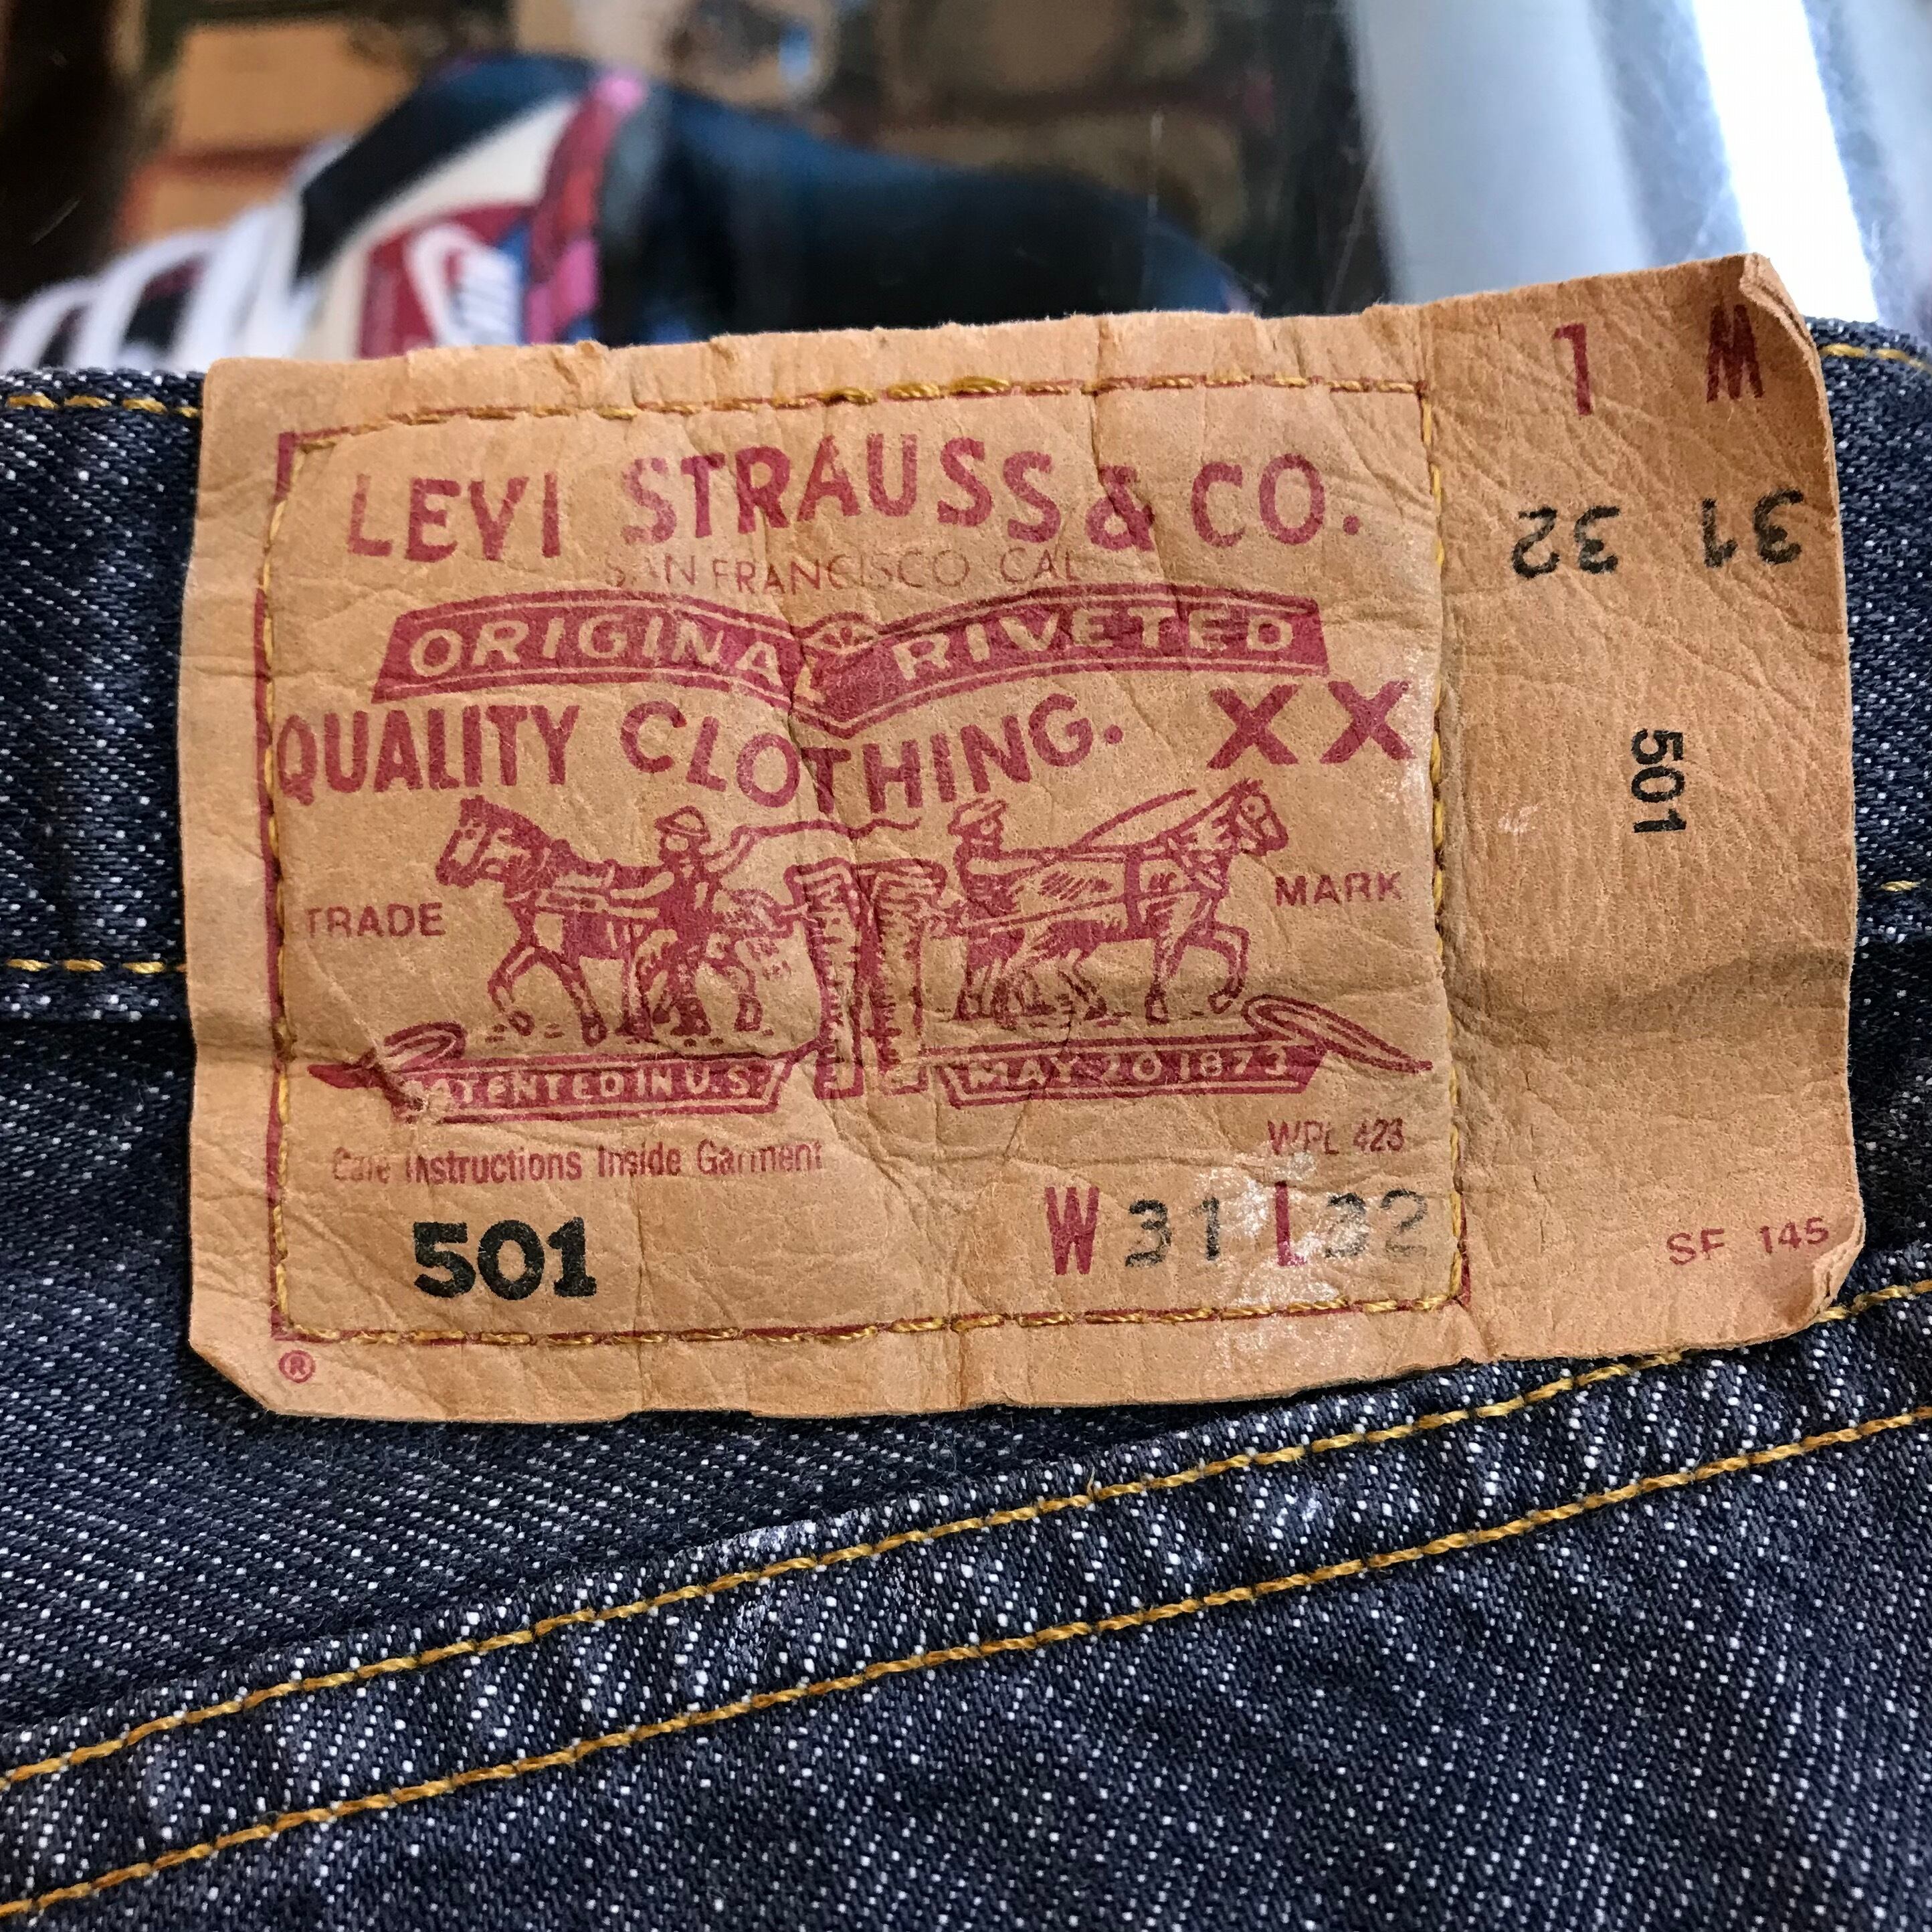 LEVI STRAUSS & CO.
SAN FRANCISCO CAL
ORIGINAL RIVETED
QUALITY CLOTHING. XX
TRADE MARK
PATENTED IN U.S. MAY 20 1873
Care Instructions Inside Garment
WPL 423
501
W 31 L 32
®
L W
32 31
501
SF 145